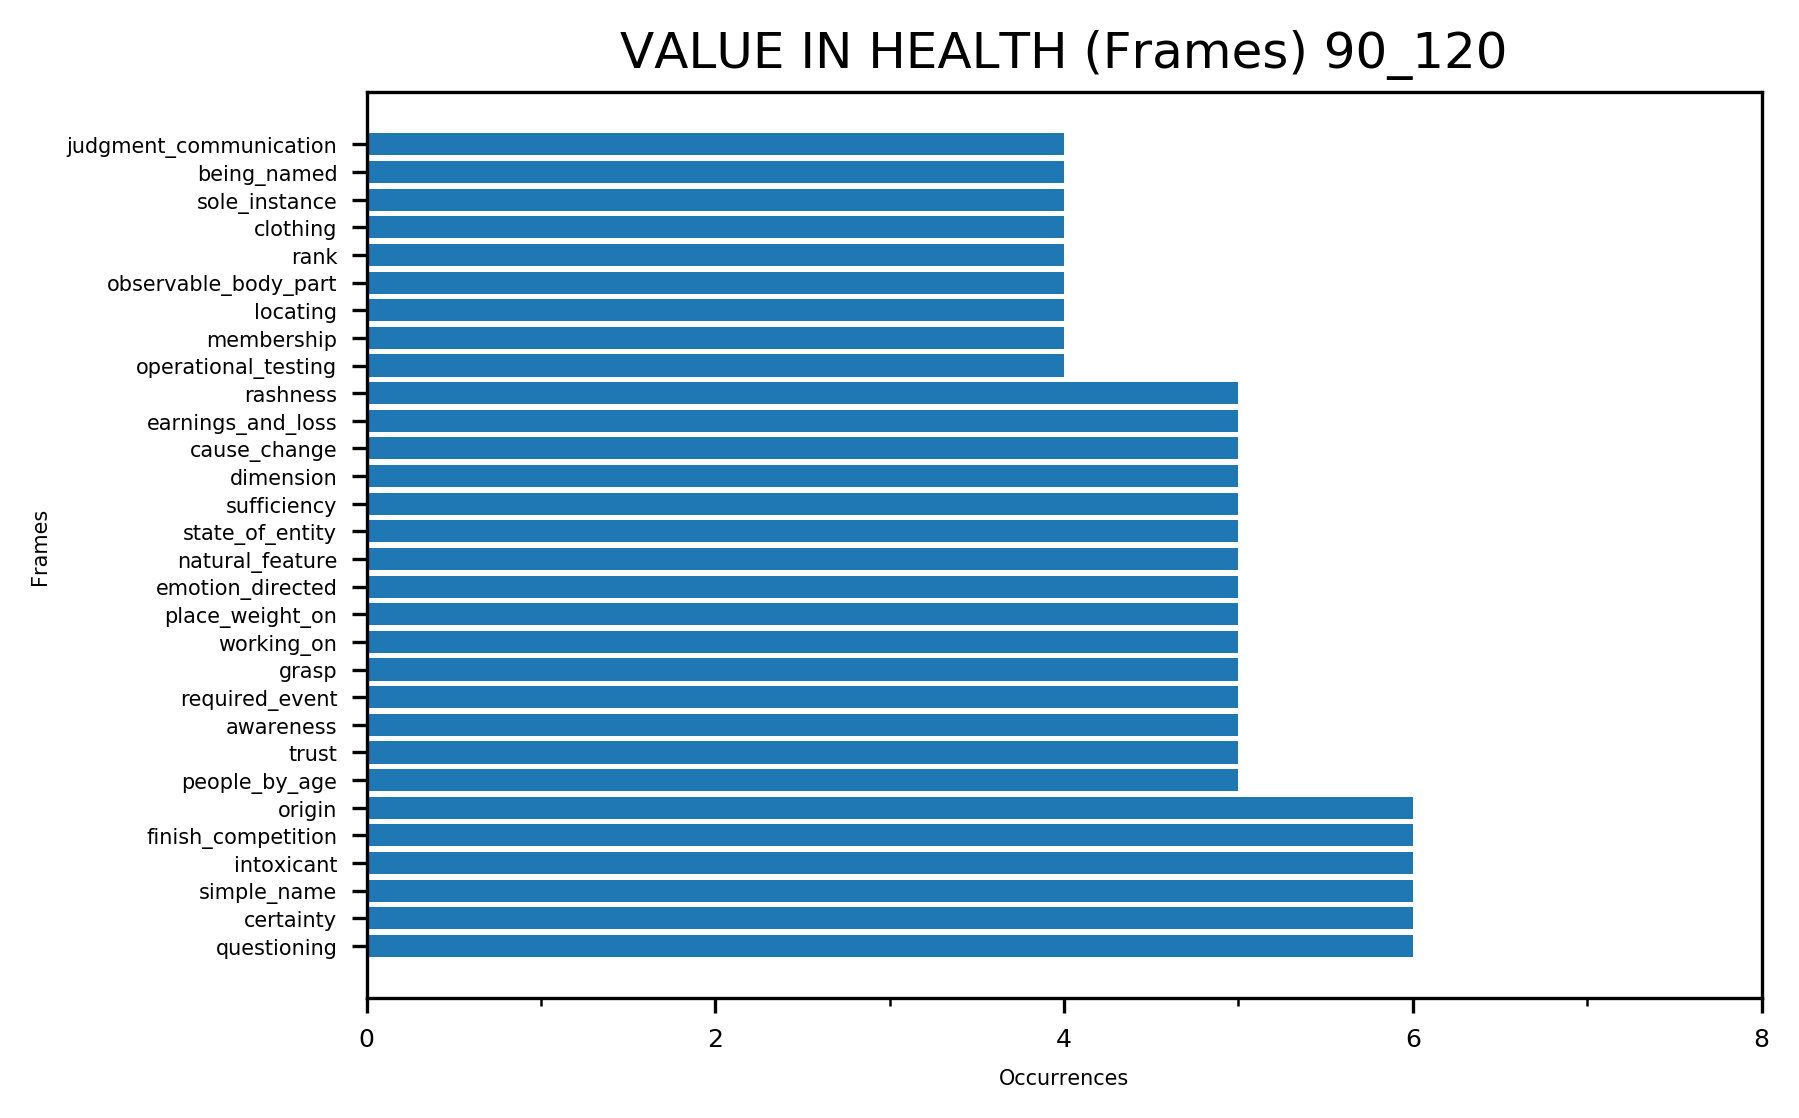 VALUE IN HEALTH (Frames) 90_120
judgment_communication
being_named
sole_instance
clothing
rank
observable_body_part
locating
membership
operational_testing
rashness
earnings_and_loss
cause_change
dimension
sufficiency
state_of_entity
natural_feature
emotion_directed
place_weight_on
working_on
grasp
required_event
awareness
trust
people_by_age
origin
finish_competition
intoxicant
simple_name
certainty
questioning
Frames
0 2 4 6 8
Occurrences